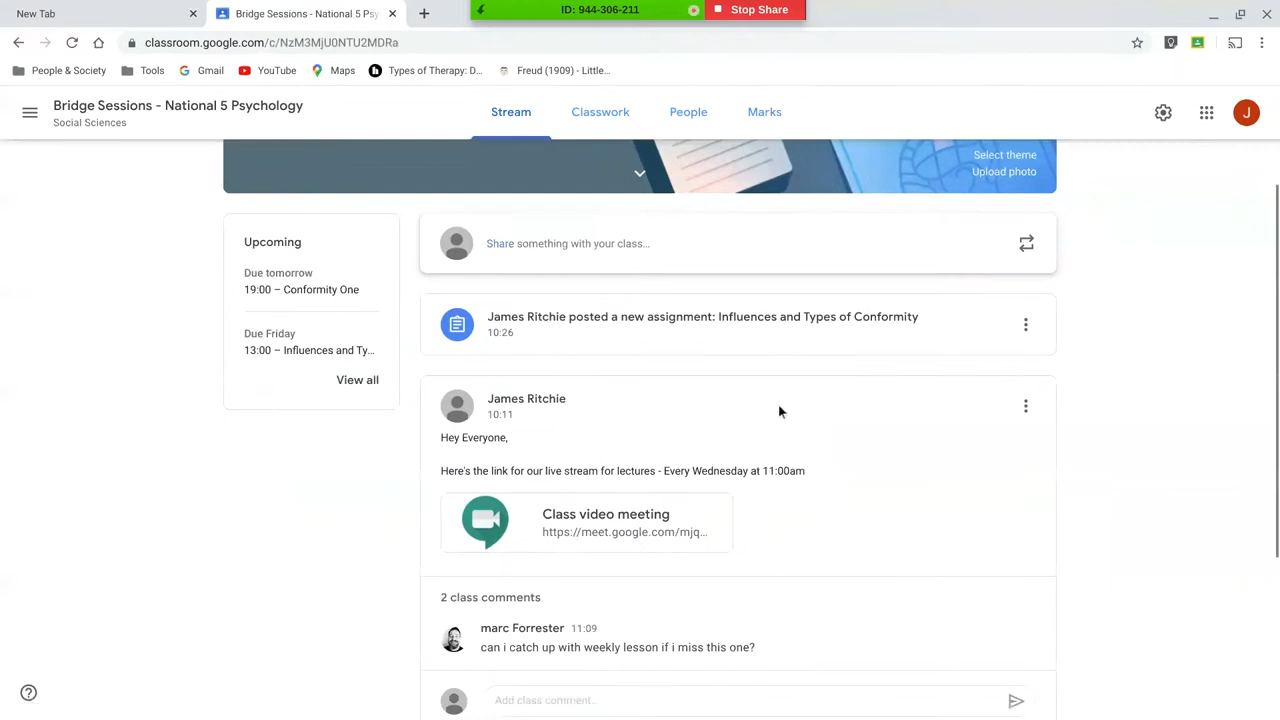 New Tab
Bridge Sessions - National 5 Psy
ID: 944-306-211
Stop Share
classroom.google.com/c/NzM3MjU0NTU2MDRa
People & Society
Tools
Gmail
YouTube
Maps
Types of Therapy: D...
Freud (1909) - Little...
Bridge Sessions - National 5 Psychology
Social Sciences
Stream
Classwork
People
Marks
J
Select theme
Upload photo
Upcoming
Due tomorrow
19:00 – Conformity One
Due Friday
13:00 – Influences and Ty...
View all
Share something with your class...
James Ritchie posted a new assignment: Influences and Types of Conformity
10:26
James Ritchie
10:11
Hey Everyone,
Here's the link for our live stream for lectures - Every Wednesday at 11:00am
Class video meeting
https://meet.google.com/mjq...
2 class comments
marc Forrester 11:09
can i catch up with weekly lesson if i miss this one?
Add class comment...